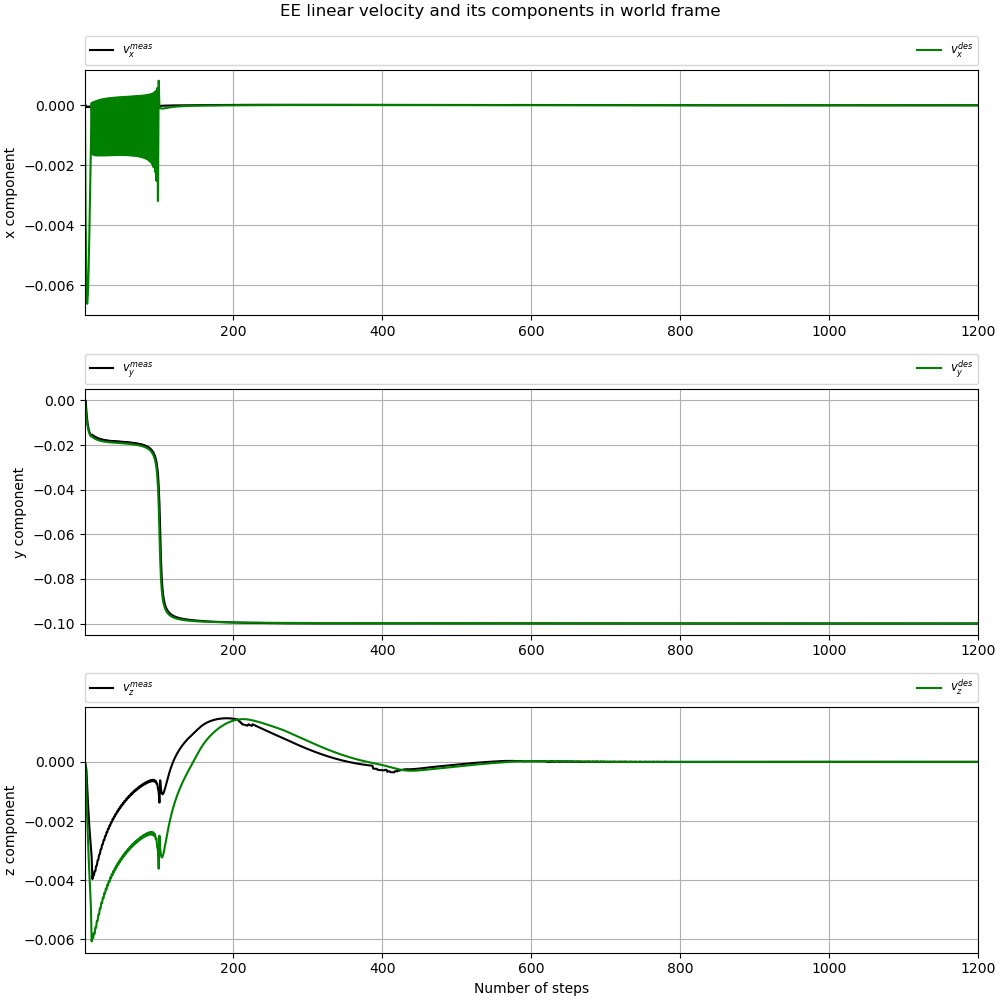 EE linear velocity and its components in world frame
v_x^{meas} v_x^{des}
0.000
−0.002
−0.004
−0.006
x component
200 400 600 800 1000 1200
v_y^{meas} v_y^{des}
0.00
−0.02
−0.04
−0.06
−0.08
−0.10
y component
200 400 600 800 1000 1200
v_z^{meas} v_z^{des}
0.000
−0.002
−0.004
−0.006
z component
200 400 600 800 1000 1200
Number of steps